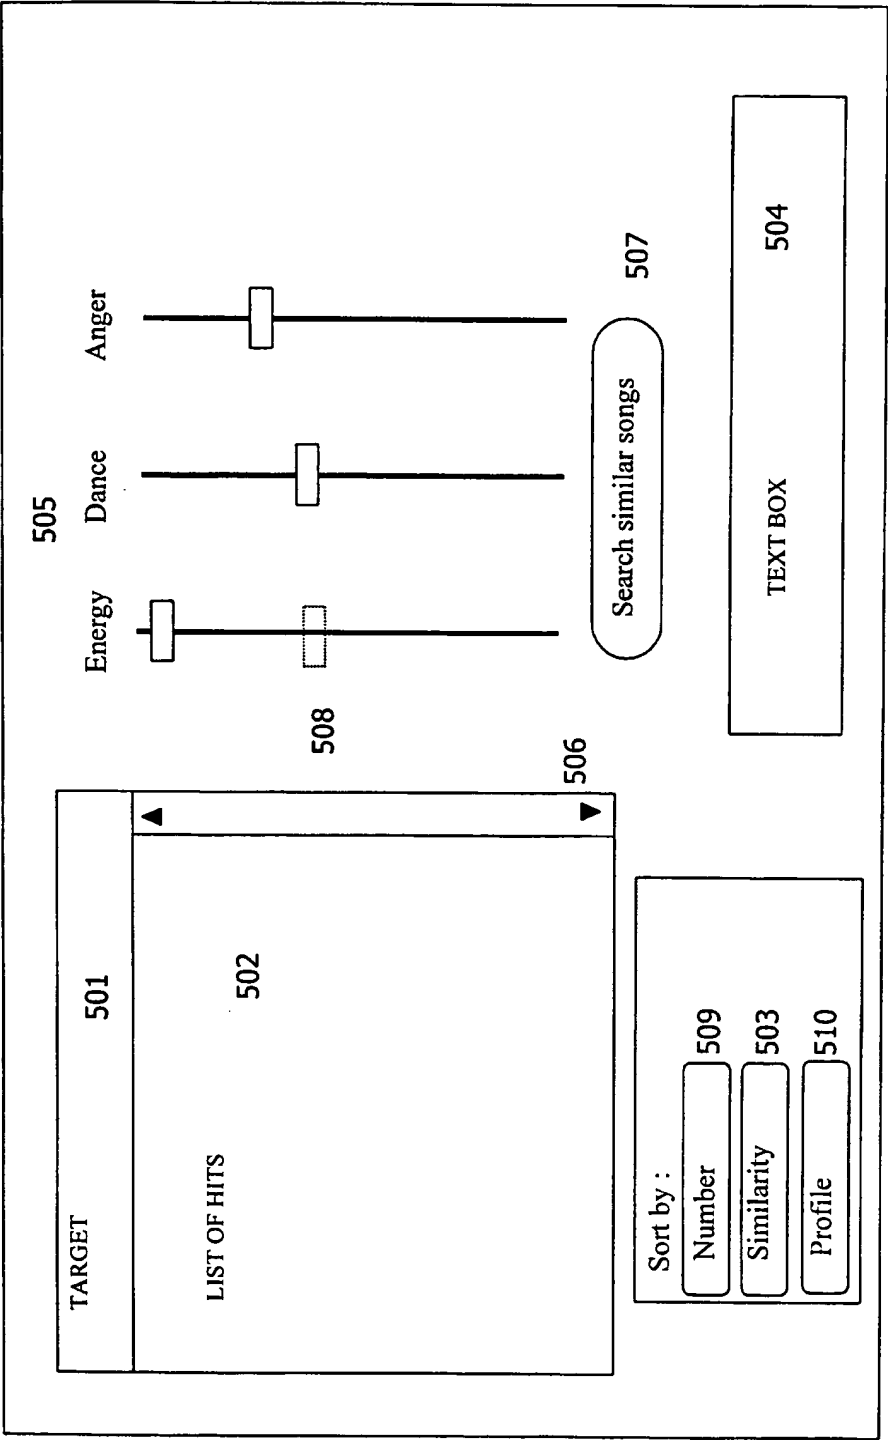 TARGET 501
LIST OF HITS 502
506
505
Energy Dance Anger
508
Search similar songs 507
TEXT BOX 504
Sort by :
Number 509
Similarity 503
Profile 510